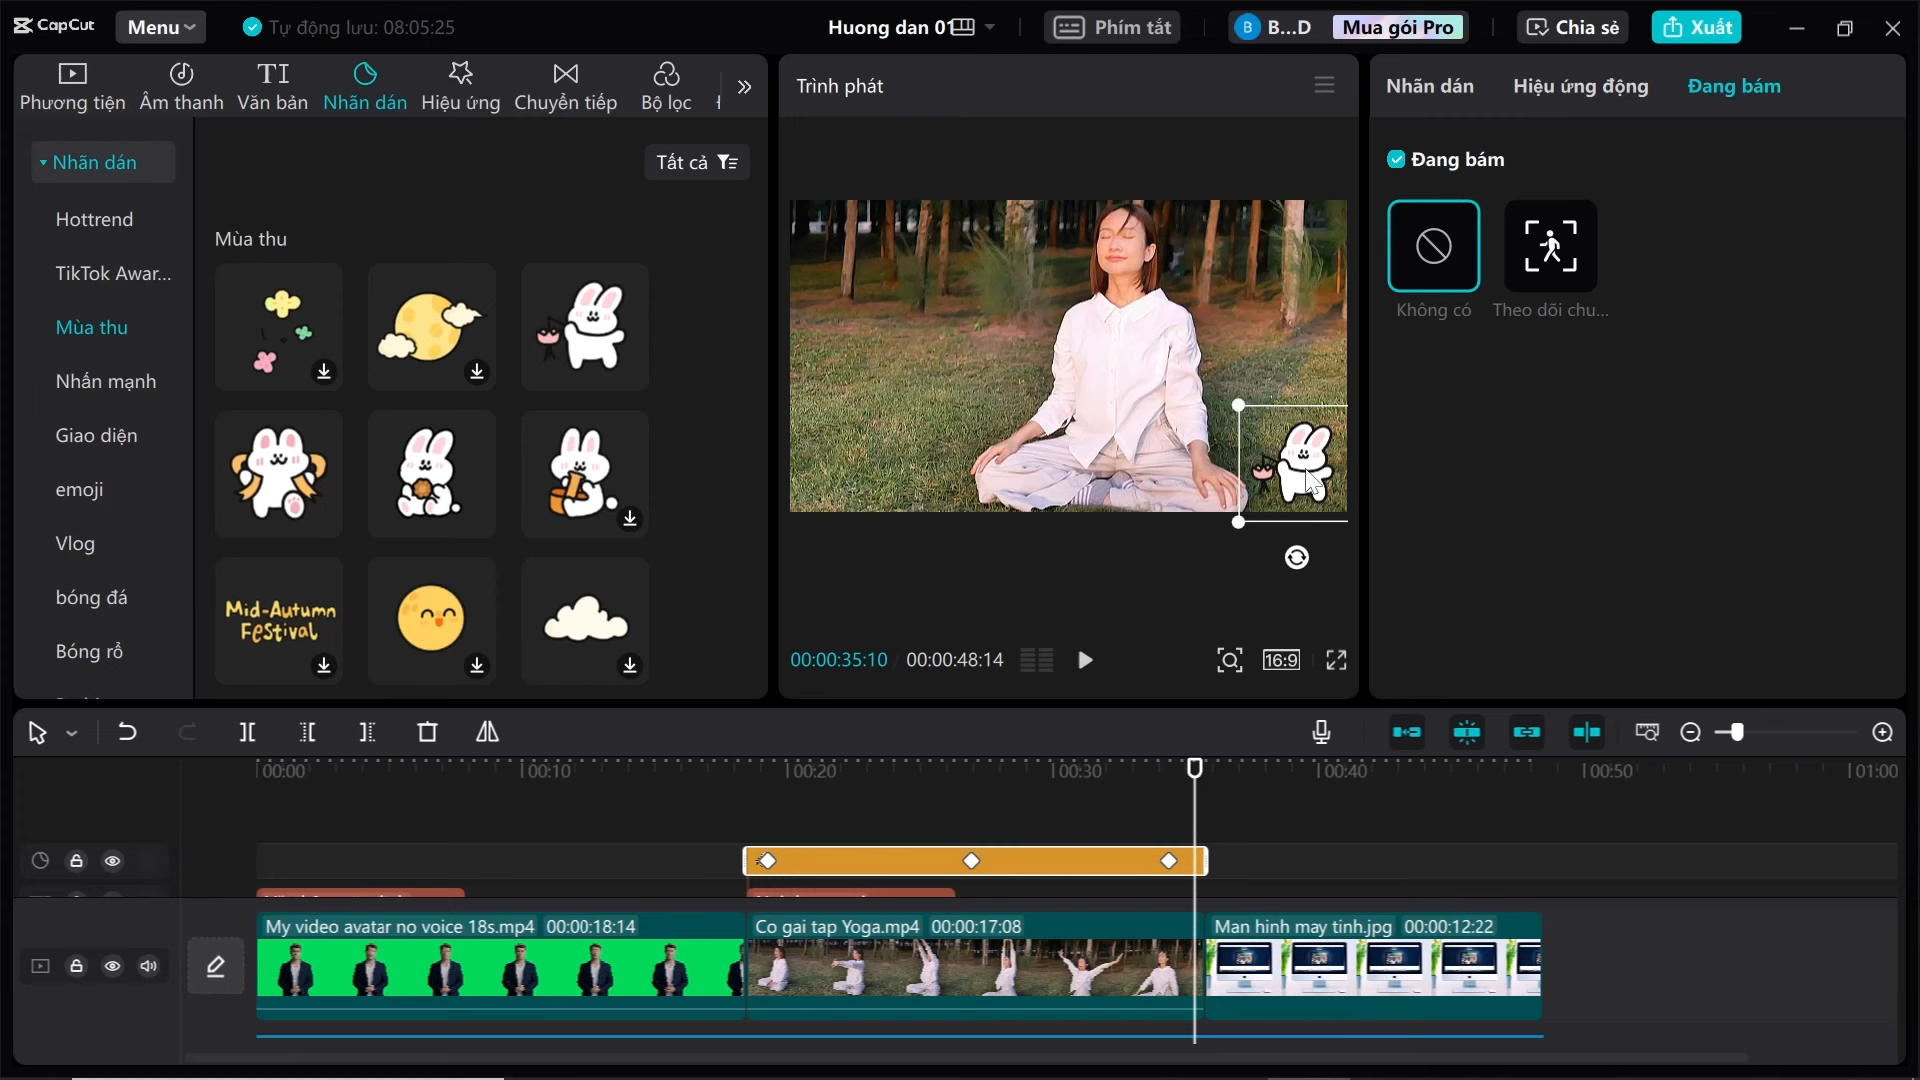 CapCut
Menu
Tự động lưu: 08:05:25
Huong dan 01
Phím tắt
B
B...D
Mua gói Pro
Chia sẻ
Xuất
Phương tiện
Âm thanh
Văn bản
Nhãn dán
Hiệu ứng
Chuyển tiếp
Bộ lọc
Nhãn dán
Hottrend
TikTok Awar...
Mùa thu
Nhấn mạnh
Giao diện
emoji
Vlog
bóng đá
Bóng rổ
Tất cả
Mùa thu
Mid-Autumn
Festival
Trình phát
00:00:35:10
00:00:48:14
16:9
Nhãn dán
Hiệu ứng động
Đang bám
Đang bám
Không có
Theo dõi chu...
00:00
00:10
00:20
00:30
00:40
00:50
01:00
My video avatar no voice 18s.mp4 00:00:18:14
Co gai tap Yoga.mp4 00:00:17:08
Man hinh may tinh.jpg 00:00:12:22